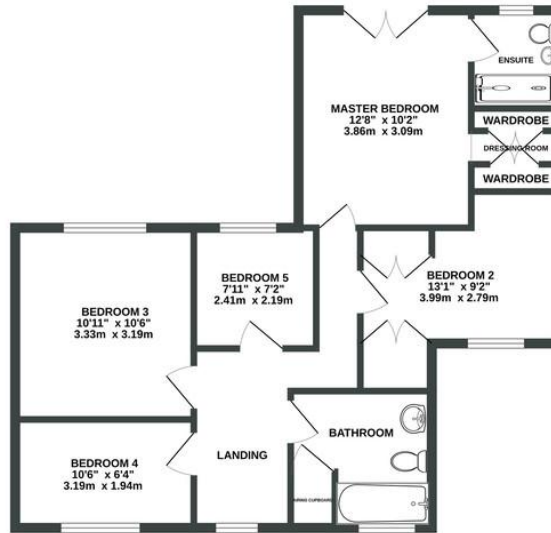 ENSUITE
MASTER BEDROOM
12'8" x 10'2"
3.86m x 3.09m
WARDROBE
DRESSING ROOM
WARDROBE
BEDROOM 2
13'1" x 9'2"
3.99m x 2.79m
BEDROOM 5
7'11" x 7'2"
2.41m x 2.19m
BEDROOM 3
10'11" x 10'6"
3.33m x 3.19m
BATHROOM
LANDING
BEDROOM 4
10'6" x 6'4"
3.19m x 1.94m
AIRING CUPBOARD